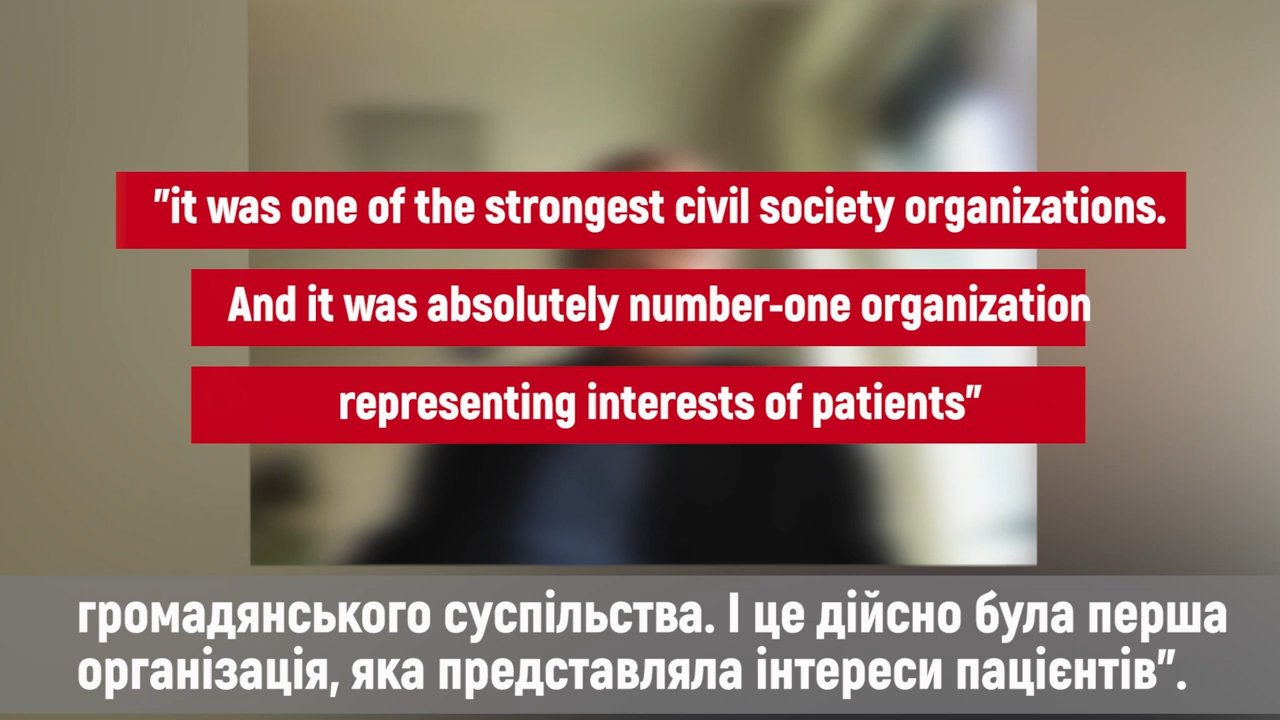 "it was one of the strongest civil society organizations.
And it was absolutely number-one organization
representing interests of patients"
громадянського суспільства. І це дійсно була перша
організація, яка представляла інтереси пацієнтів".